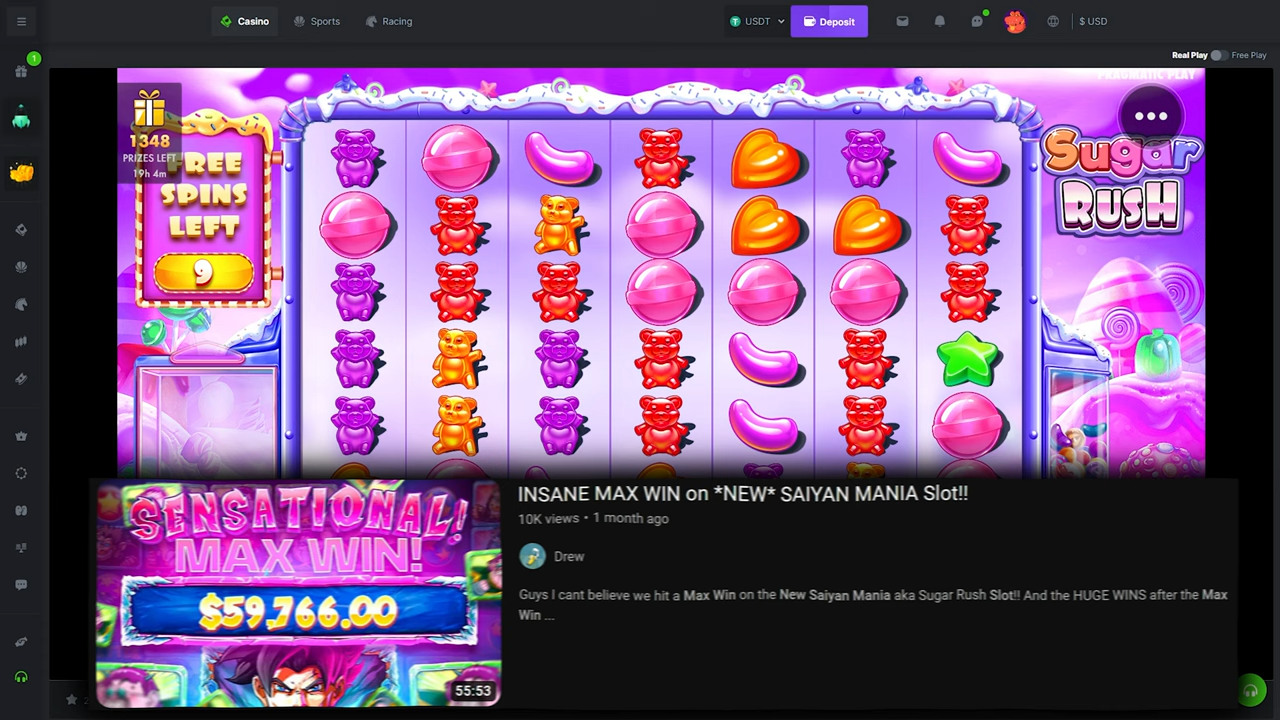 Casino
Sports
Racing
USDT
Deposit
$ USD
1
Real Play
Free Play
PRAGMATIC PLAY
1348
PRIZES LEFT
19h 4m
FREE
SPINS
LEFT
9
Sugar
RUSH
SENSATIONAL!
MAX WIN!
$59,766.00
55:53
INSANE MAX WIN on *NEW* SAIYAN MANIA Slot!!
10K views • 1 month ago
Drew
Guys I cant believe we hit a Max Win on the New Saiyan Mania aka Sugar Rush Slot!! And the HUGE WINS after the Max
Win ...